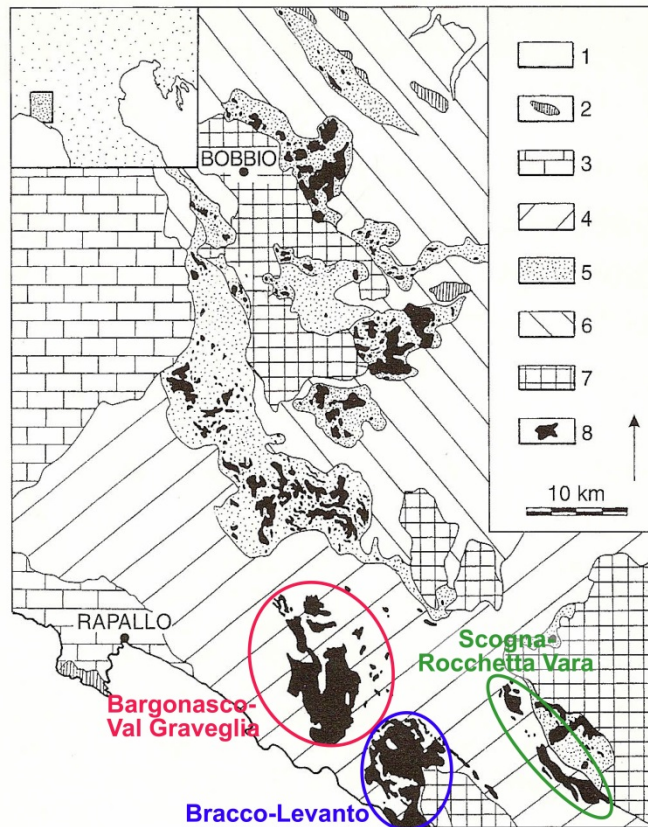 BOBBIO
1
2
3
4
5
6
7
8
10 km
RAPALLO
Bargonasco-
Val Graveglia
Bracco-Levanto
Scogna-
Rocchetta Vara